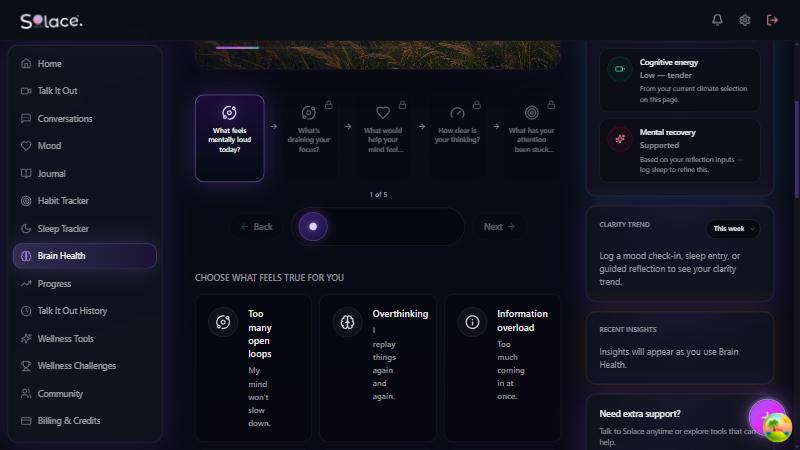 Solace.
Home
Talk It Out
Conversations
Mood
Journal
Habit Tracker
Sleep Tracker
Brain Health
Progress
Talk It Out History
Wellness Tools
Wellness Challenges
Community
Billing & Credits
What feels
mentally loud
today?
What's
draining your
focus?
What would
help your
mind feel...
How clear is
your thinking?
What has your
attention
been stuck...
1 of 5
← Back
Next →
CHOOSE WHAT FEELS TRUE FOR YOU
Too
many
open
loops
My
mind
won't
slow
down.
Overthinking
I
replay
things
again
and
again.
Information
overload
Too
much
coming
in at
once.
Cognitive energy
Low — tender
From your current climate selection
on this page.
Mental recovery
Supported
Based on your reflection inputs —
log sleep to refine this.
CLARITY TREND
This week
Log a mood check-in, sleep entry, or
guided reflection to see your clarity
trend.
RECENT INSIGHTS
Insights will appear as you use Brain
Health.
Need extra support?
Talk to Solace anytime or explore tools that can
help.